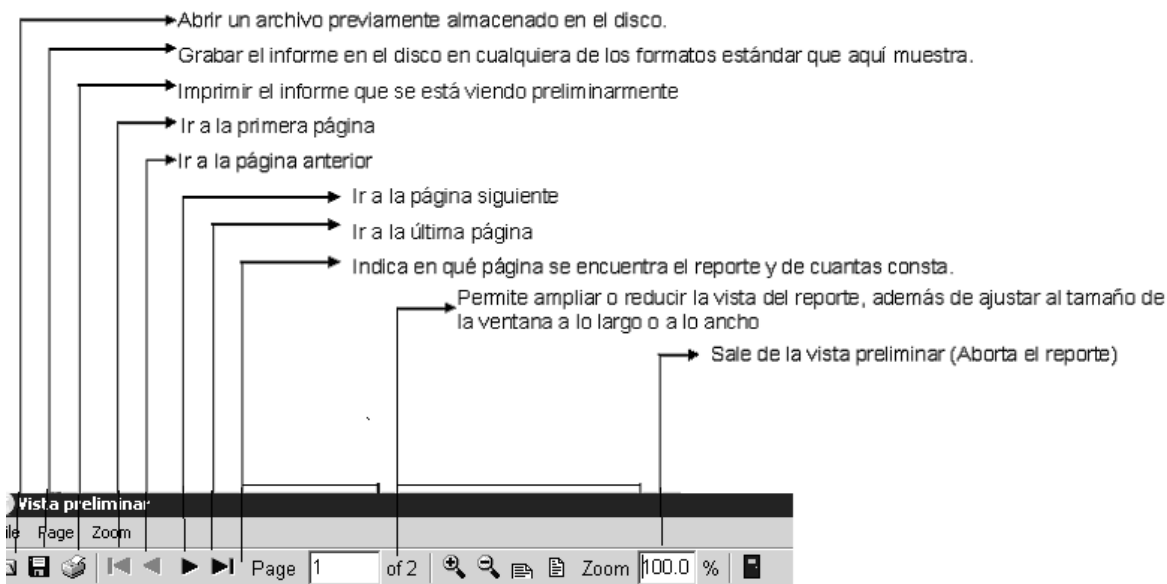 Abrir un archivo previamente almacenado en el disco.
Grabar el informe en el disco en cualquiera de los formatos estándar que aquí muestra.
Imprimir el informe que se está viendo preliminarmente
Ir a la primera página
Ir a la página anterior
Ir a la página siguiente
Ir a la última página
Indica en qué página se encuentra el reporte y de cuantas consta.
Permite ampliar o reducir la vista del reporte, además de ajustar al tamaño de
la ventana a lo largo o a lo ancho
Sale de la vista preliminar (Aborta el reporte)
Vista preliminar
ile Page Zoom
Page 1 of 2 Zoom 100.0 %